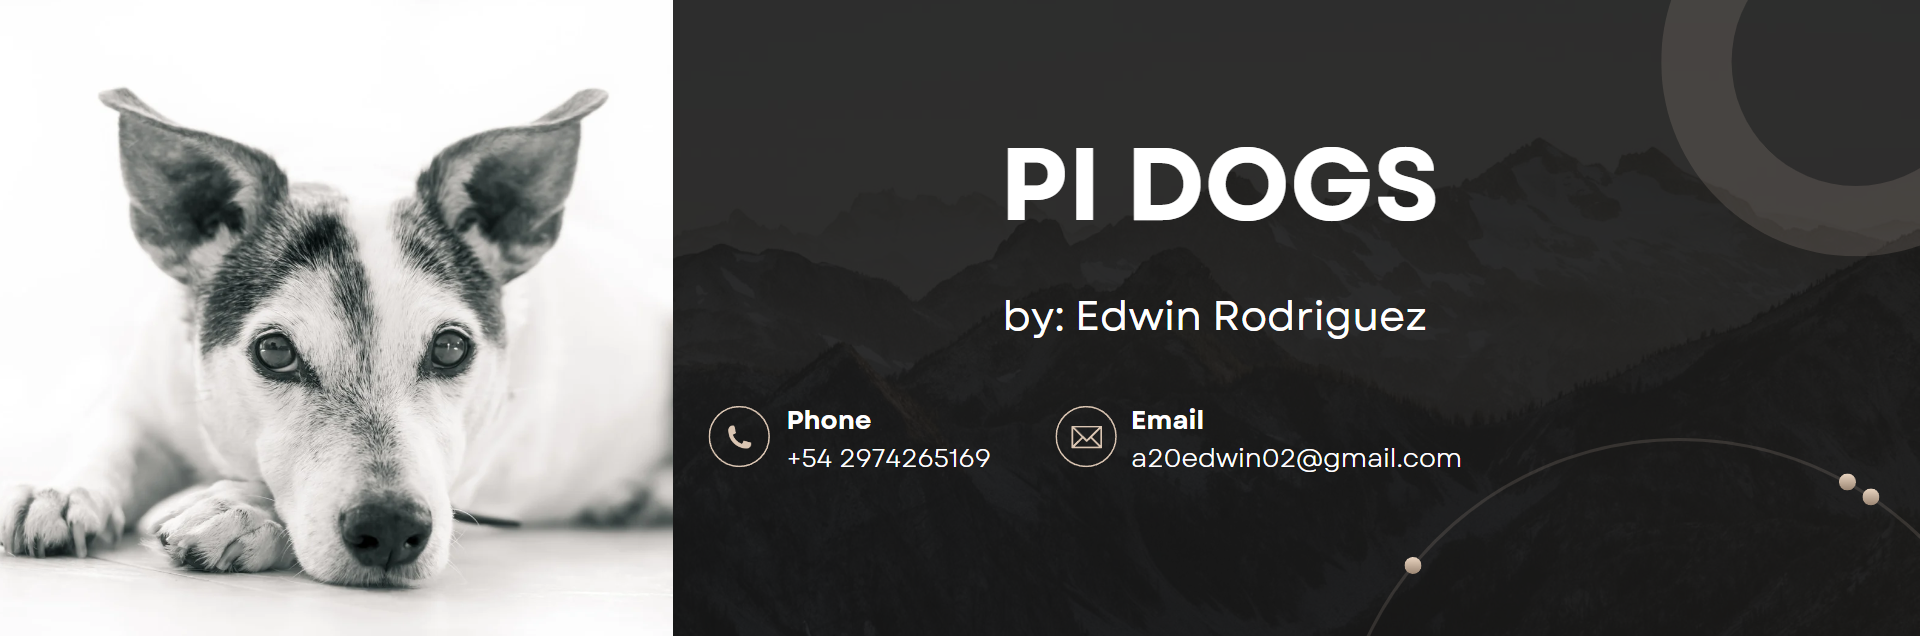 PI DOGS
by: Edwin Rodriguez
Phone
+54 2974265169
Email
a20edwin02@gmail.com